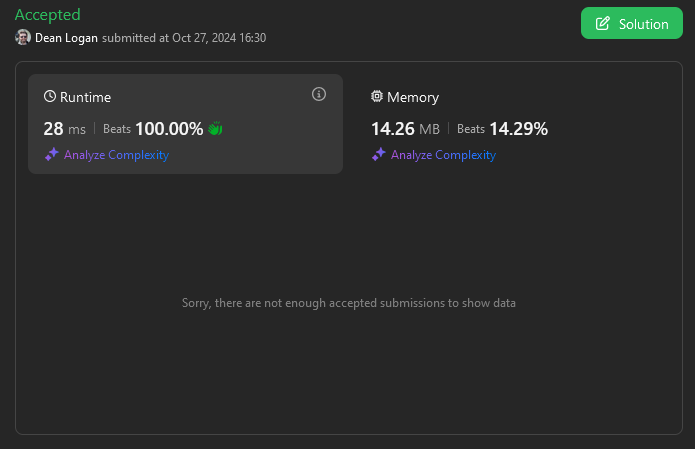 Accepted
Dean Logan submitted at Oct 27, 2024 16:30
Solution
Runtime
28 ms | Beats 100.00%
Analyze Complexity
Memory
14.26 MB | Beats 14.29%
Analyze Complexity
Sorry, there are not enough accepted submissions to show data